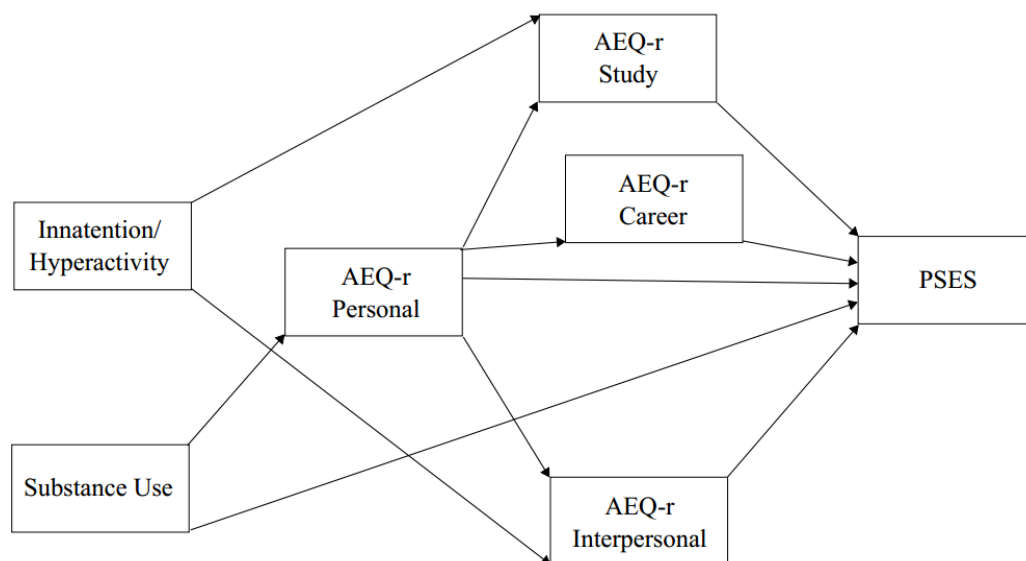 AEQ-r
Study
AEQ-r
Career
Innatention/
Hyperactivity
AEQ-r
Personal
PSES
Substance Use
AEQ-r
Interpersonal